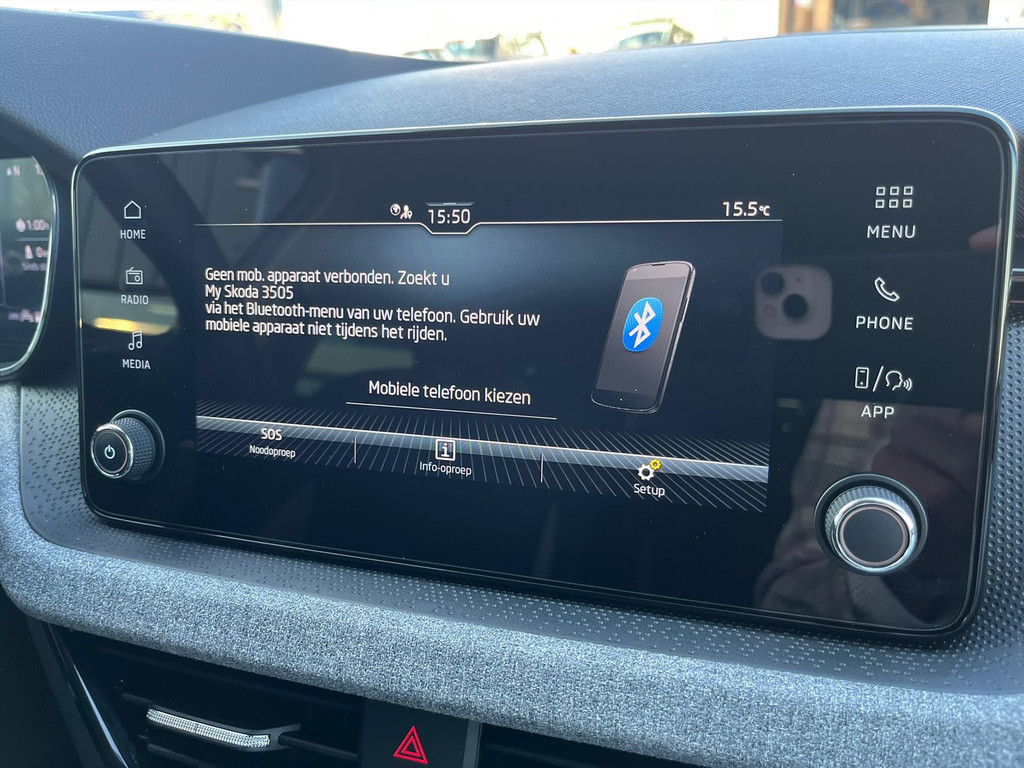 15:50
15.5°C
HOME
RADIO
MEDIA
MENU
PHONE
APP
Geen mob. apparaat verbonden. Zoekt u
My Skoda 3505
via het Bluetooth-menu van uw telefoon. Gebruik uw
mobiele apparaat niet tijdens het rijden.
Mobiele telefoon kiezen
SOS
Noodoproep
Info-oproep
Setup